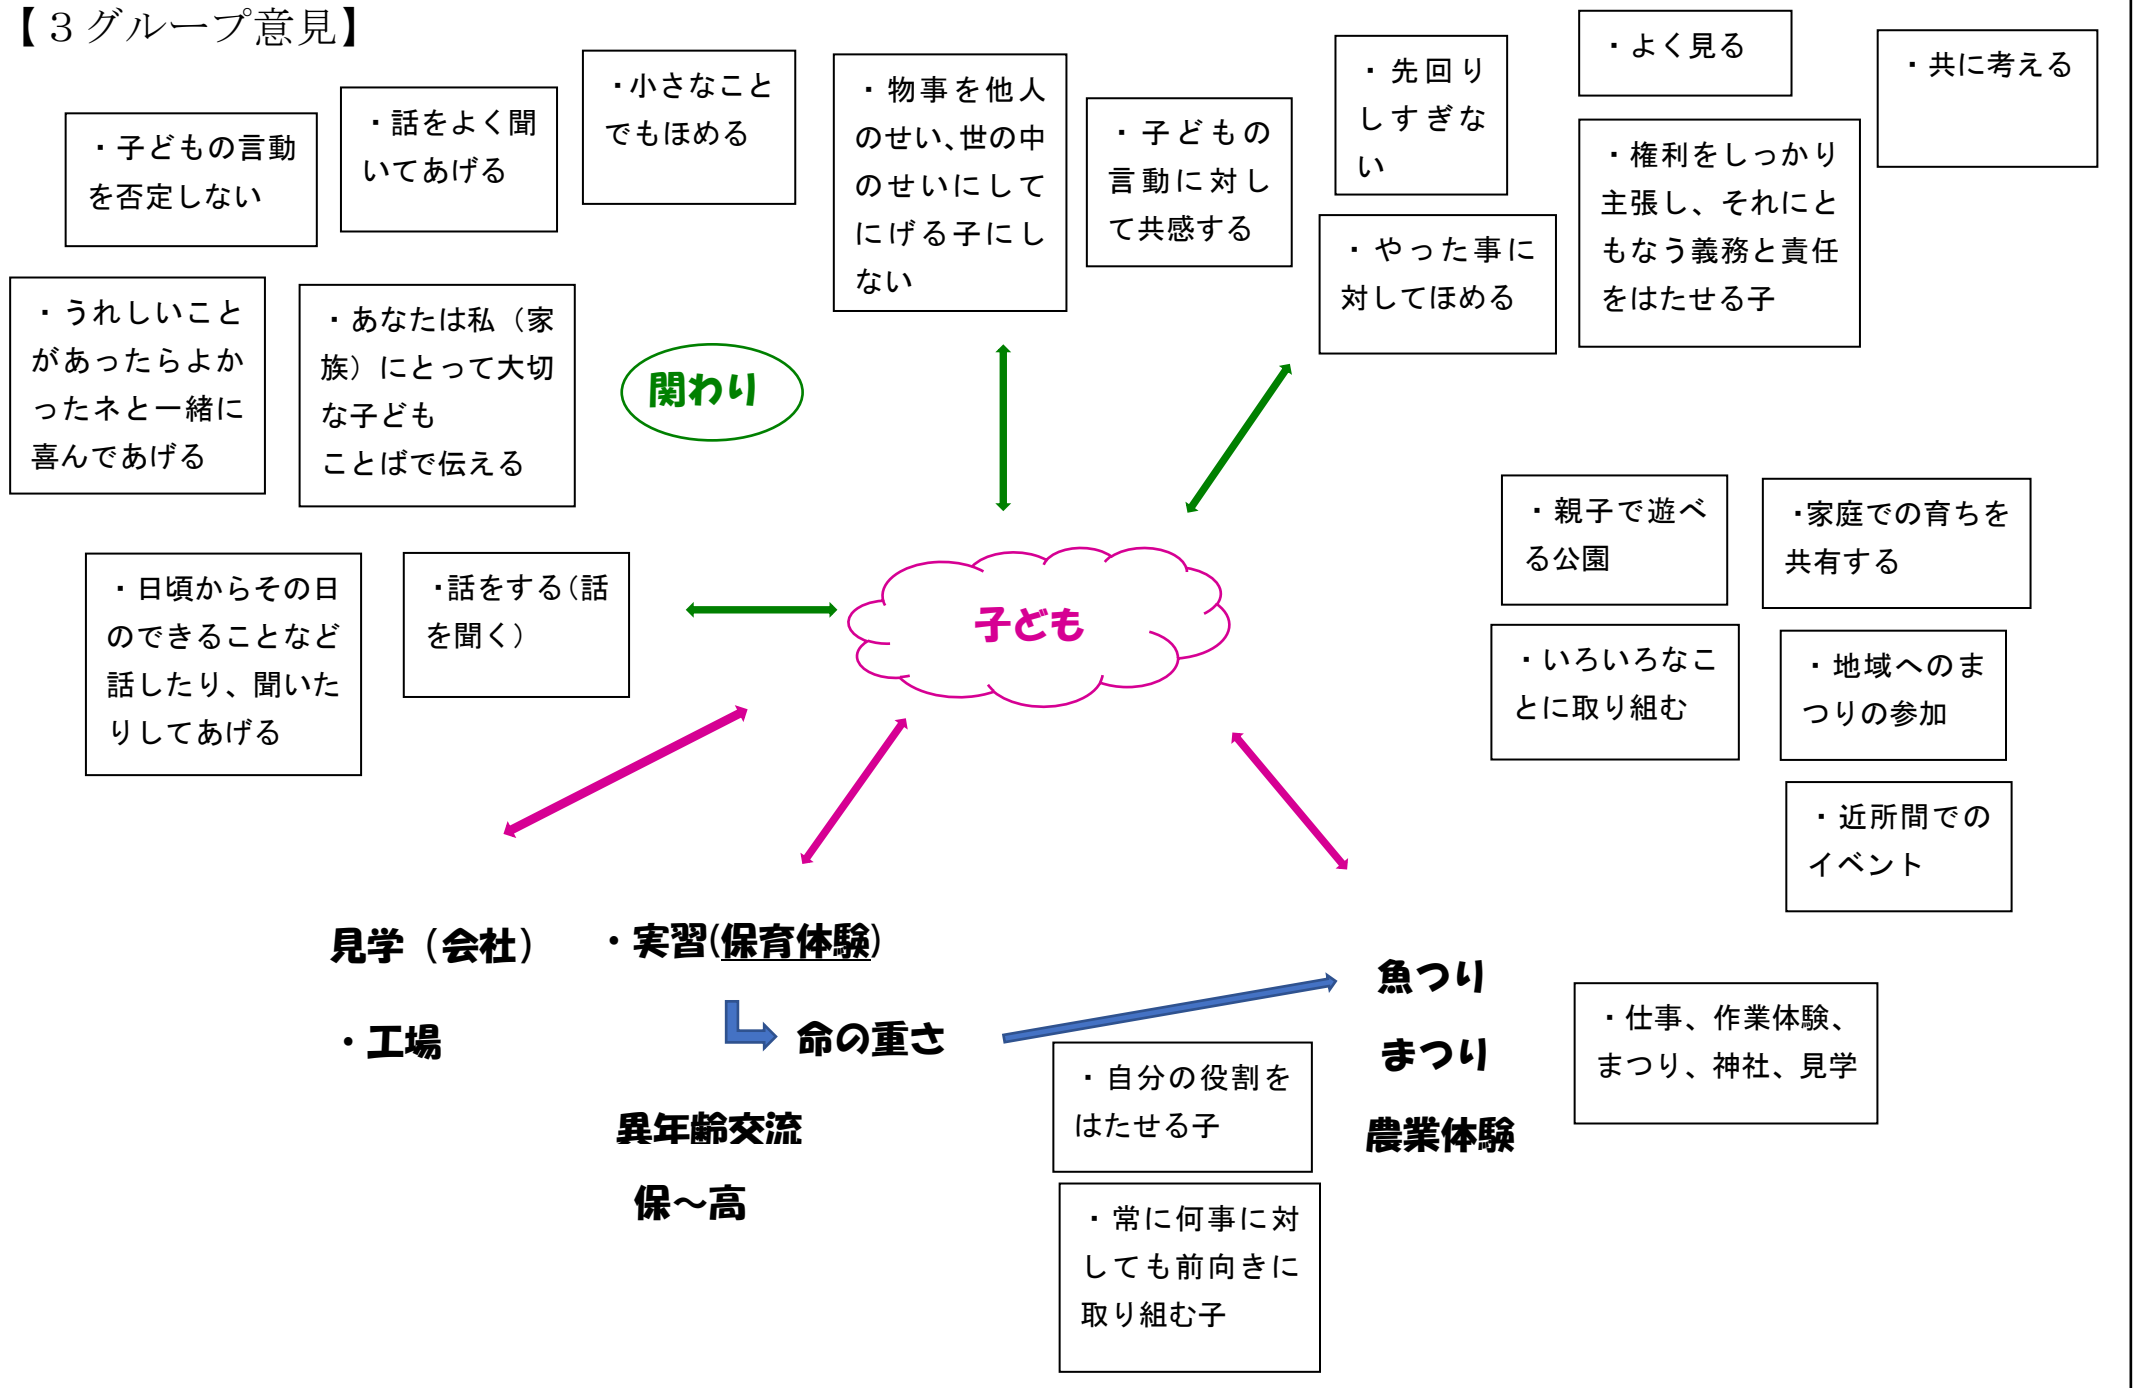 【３グループ意見】
・子どもの言動
を否定しない
・話をよく聞
いてあげる
・小さなこと
でもほめる
・物事を他人
のせい、世の中
のせいにして
にげる子にし
ない
・子どもの
言動に対し
て共感する
・先回り
しすぎな
い
・よく見る
・共に考える
・やった事に
対してほめる
・権利をしっかり
主張し、それにと
もなう義務と責任
をはたせる子
・うれしいこと
があったらよか
ったネと一緒に
喜んであげる
・あなたは私（家
族）にとって大切
な子ども
ことばで伝える
関わり
・日頃からその日
のできることなど
話したり、聞いた
りしてあげる
・話をする（話
を聞く）
子ども
・親子で遊べ
る公園
・家庭での育ちを
共有する
・いろいろなこ
とに取り組む
・地域へのま
つりの参加
・近所間での
イベント
見学（会社）
・工場
・実習(保育体験)
命の重さ
異年齢交流
保～高
魚つり
まつり
農業体験
・仕事、作業体験、
まつり、神社、見学
・自分の役割を
はたせる子
・常に何事に対
しても前向きに
取り組む子